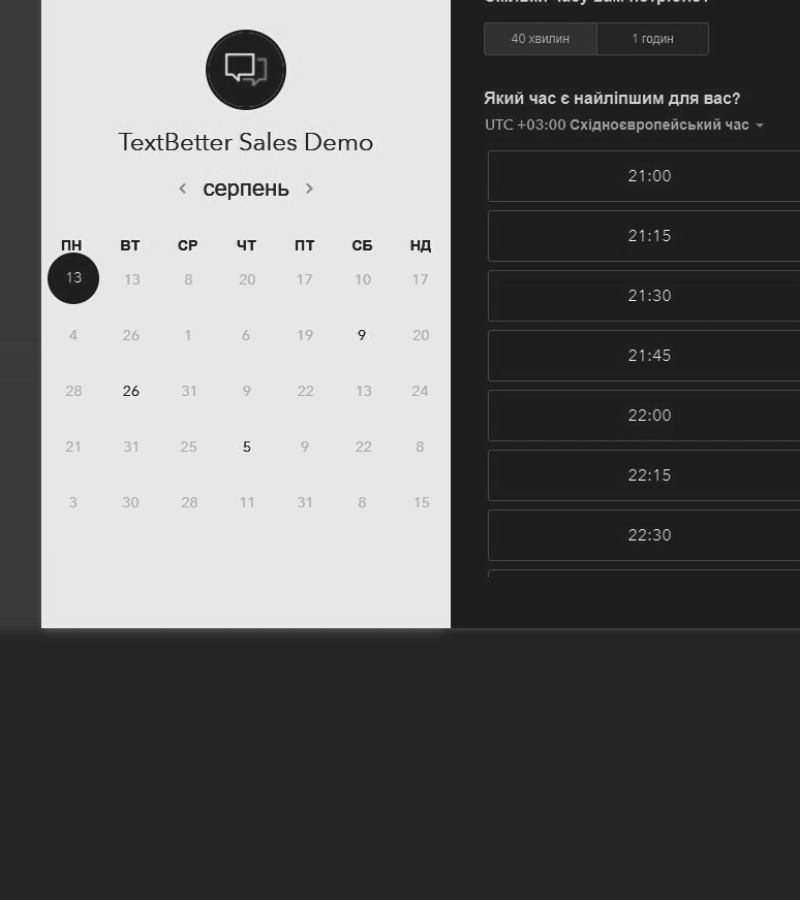 TextBetter Sales Demo
серпень
ПН ВТ СР ЧТ ПТ СБ НД
13 13 8 20 17 10 17
4 26 1 6 19 9 20
28 26 31 9 22 13 24
21 31 25 5 9 22 8
3 30 28 11 31 8 15
40 хвилин 1 годин
Який час є найліпшим для вас?
UTC +03:00 Східноєвропейський час
21:00
21:15
21:30
21:45
22:00
22:15
22:30